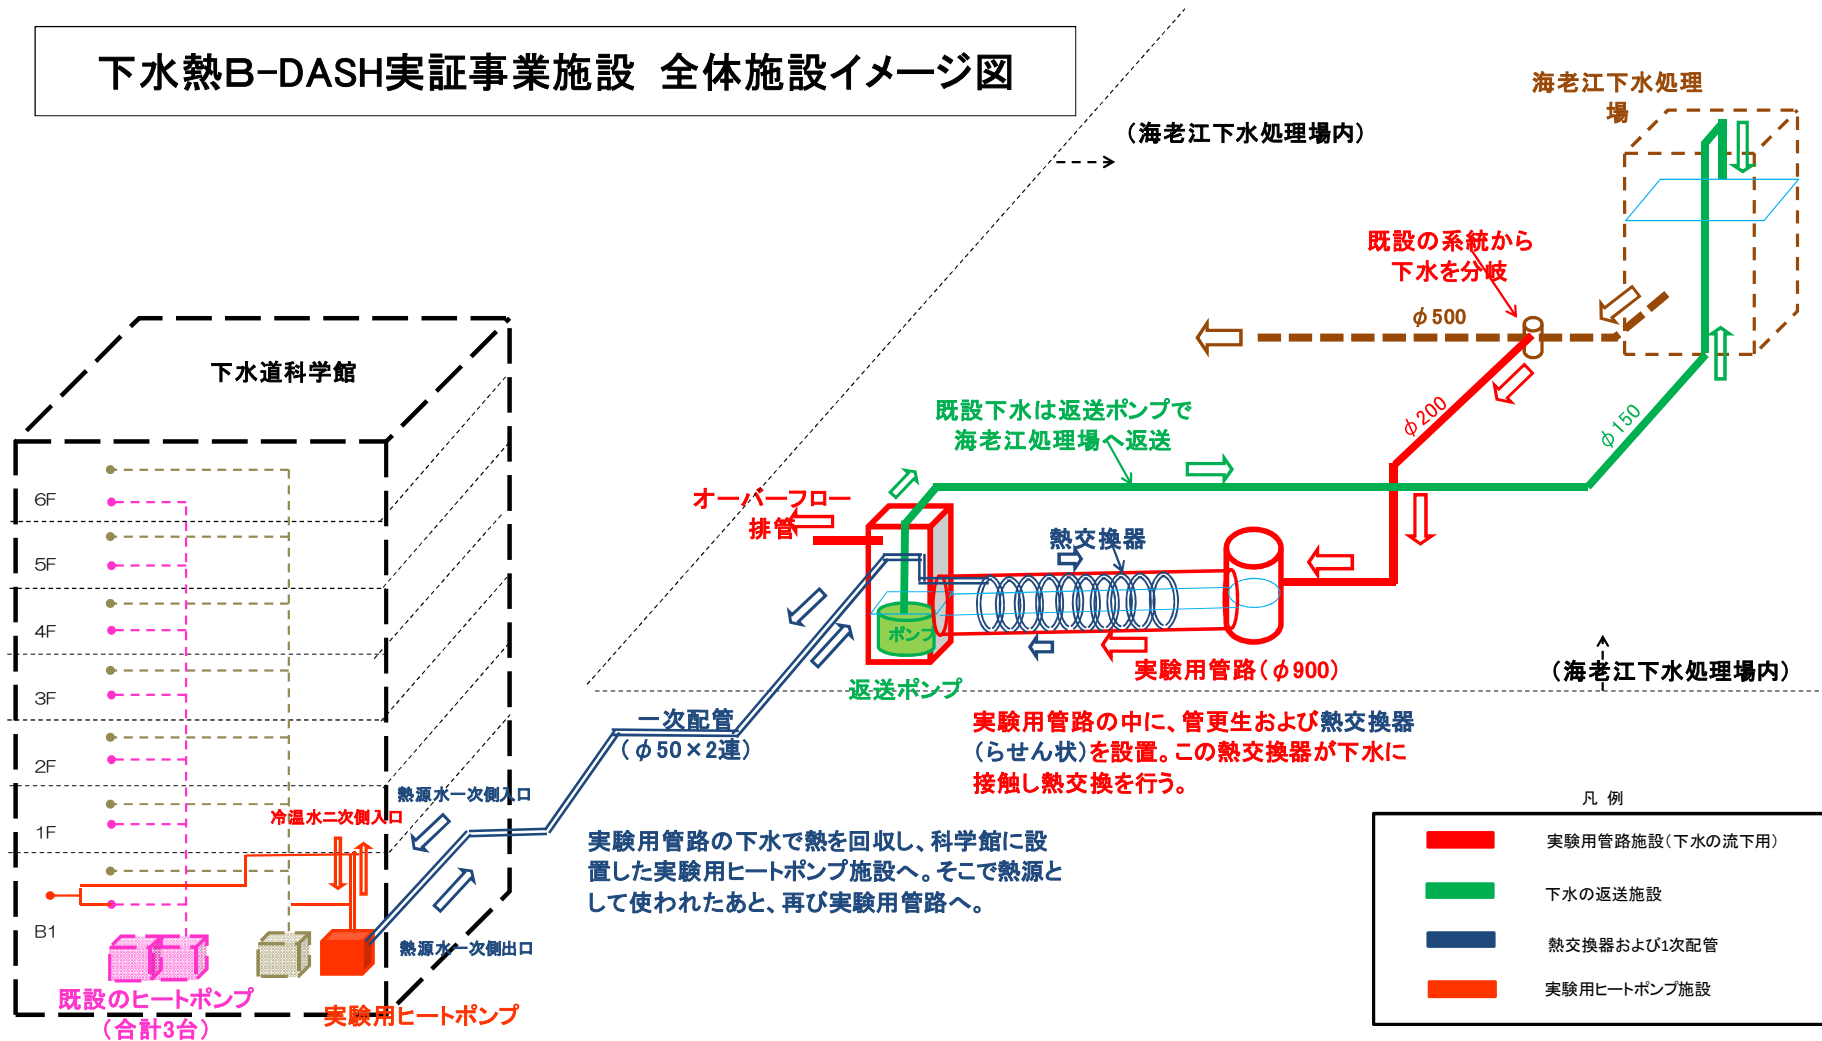 下水熱B-DASH実証事業施設 全体施設イメージ図
海老江下水処理
場
(海老江下水処理場内)
既設の系統から
下水を分岐
φ500
下水道科学館
φ200
φ150
既設下水は返送ポンプで
海老江処理場へ返送
オーバーフロー
排管
熱交換器
ポンプ
返送ポンプ
実験用管路(φ900)
(海老江下水処理場内)
6F
5F
4F
3F
2F
1F
B1
一次配管
(φ50×2連)
実験用管路の中に、管更生および熱交換器
(らせん状)を設置。この熱交換器が下水に
接触し熱交換を行う。
熱源水一次側入口
冷温水二次側入口
実験用管路の下水で熱を回収し、科学館に設
置した実験用ヒートポンプ施設へ。そこで熱源と
して使われたあと、再び実験用管路へ。
熱源水一次側出口
既設のヒートポンプ
(合計3台)
実験用ヒートポンプ
凡 例
実験用管路施設(下水の流下用)
下水の返送施設
熱交換器および1次配管
実験用ヒートポンプ施設